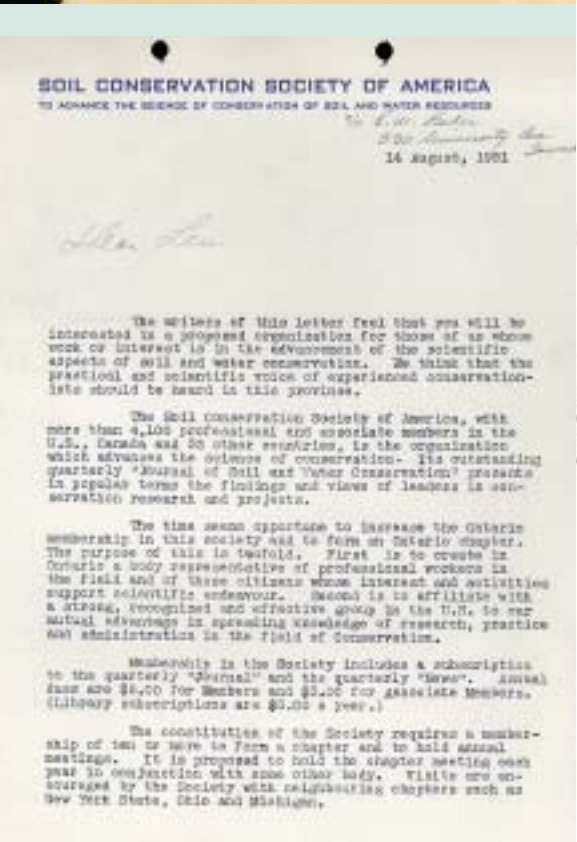 SOIL CONSERVATION SOCIETY OF AMERICA
TO ADVANCE THE SCIENCE OF CONSERVATION OF SOIL AND WATER RESOURCES
14 August, 1951
Dear Len
The writers of this letter feel that you will be
interested in a proposed organization for those of us whose
work or interest is in the advancement of the scientific
aspects of soil and water conservation. We think that the
practical and scientific voice of experienced conservation-
ists should be heard in this province.
The Soil Conservation Society of America, with
more than 4,100 professional and associate members in the
U.S., Canada and other countries, is the organization
which advances the science of conservation. Its outstanding
quarterly "Journal of Soil and Water Conservation" presents
in popular terms the findings and views of leaders in con-
servation research and projects.
The time seems opportune to increase the Ontario
membership in this society and to form an Ontario chapter.
The purpose of this is twofold. First is to create in
Ontario a body representative of professional workers in
the field and of those citizens whose interest and activities
support scientific endeavour. Second is to affiliate with
a strong, recognized and effective group in the U.S. to our
mutual advantage in spreading knowledge of research, practice
and administration in the field of Conservation.
Membership in the Society includes a subscription
to the quarterly "Journal" and the quarterly "News". Annual
dues are for Members and for Associate Members.
(Library subscriptions are a year.)
The constitution of the Society requires a member-
ship of ten or more to form a chapter and to hold annual
meetings. It is proposed to hold the chapter meeting each
year in conjunction with some other body. Visits are en-
couraged by the Society with neighbouring chapters such as
New York State, Ohio and Michigan.